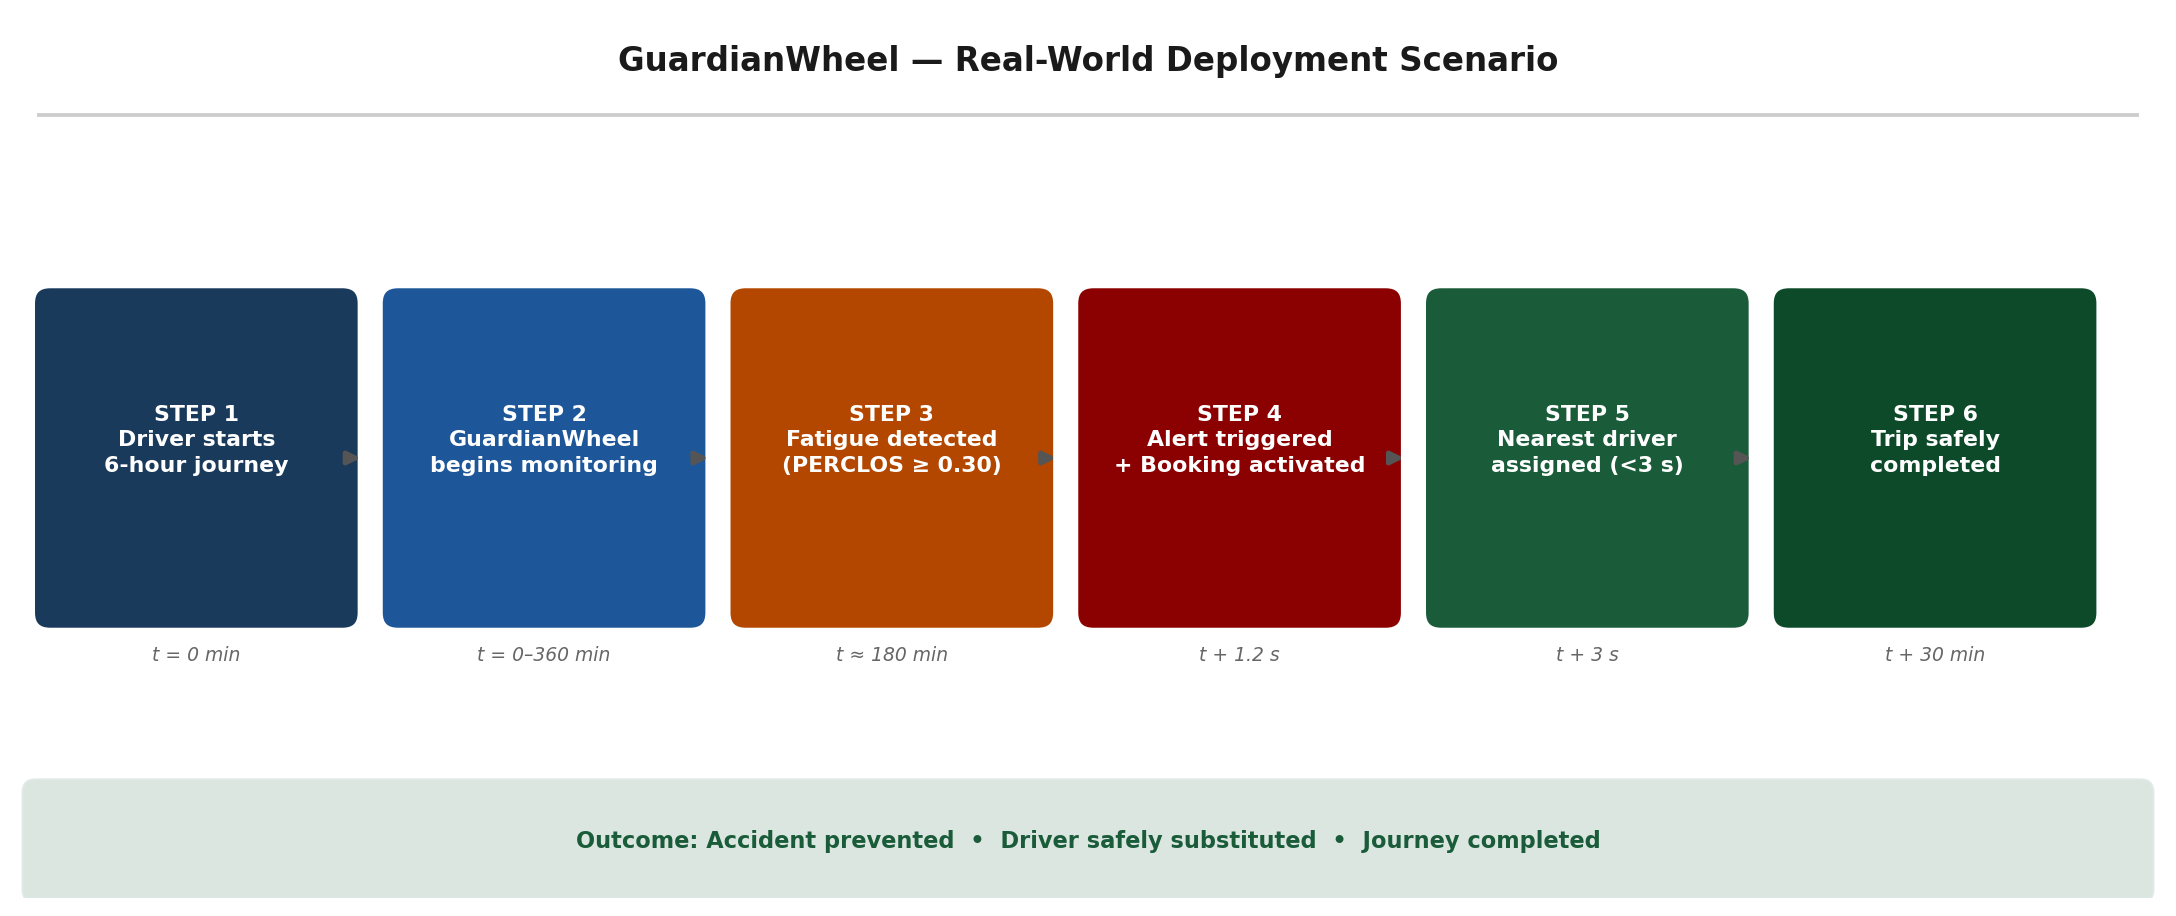 GuardianWheel — Real-World Deployment Scenario
STEP 1
Driver starts
6-hour journey
t = 0 min
STEP 2
GuardianWheel
begins monitoring
t = 0–360 min
STEP 3
Fatigue detected
(PERCLOS ≥ 0.30)
t ≈ 180 min
STEP 4
Alert triggered
+ Booking activated
t + 1.2 s
STEP 5
Nearest driver
assigned (<3 s)
t + 3 s
STEP 6
Trip safely
completed
t + 30 min
Outcome: Accident prevented • Driver safely substituted • Journey completed